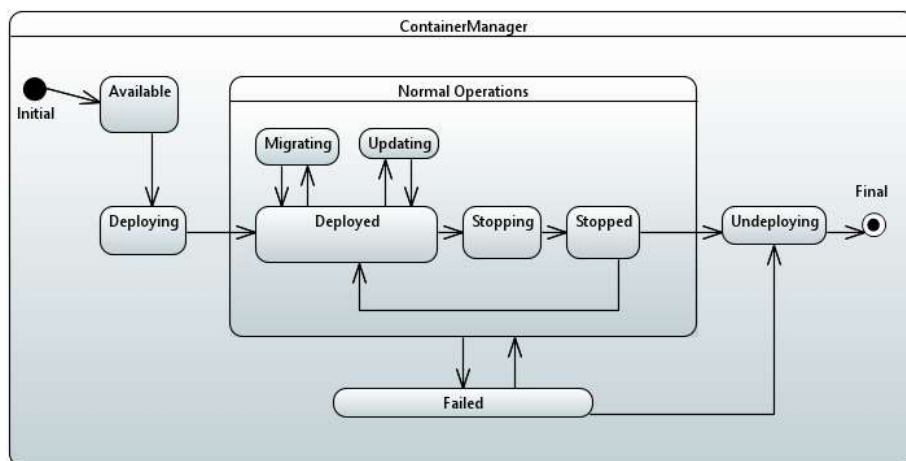 ContainerManager
Initial
Available
Normal Operations
Migrating
Updating
Deploying
Deployed
Stopping
Stopped
Undeploying
Final
Failed